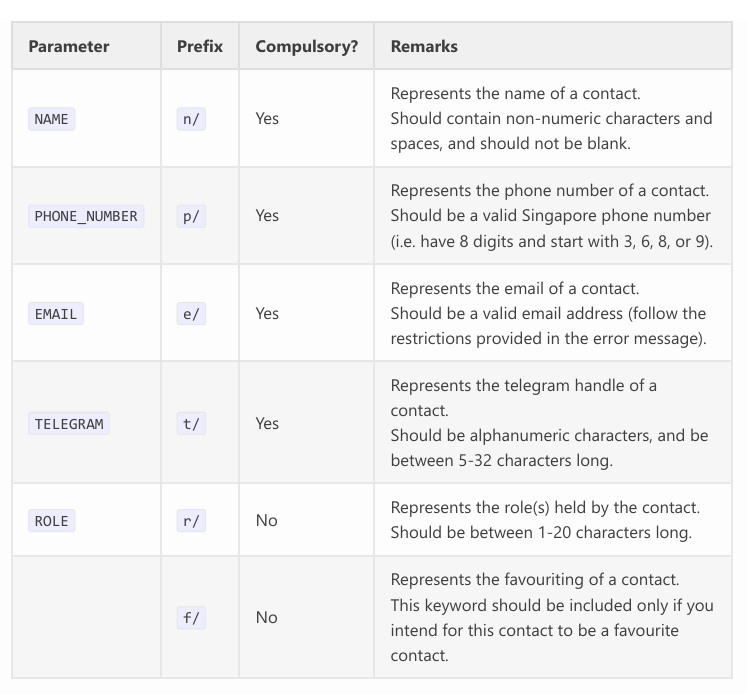 Parameter Prefix Compulsory? Remarks
NAME n/ Yes Represents the name of a contact.
Should contain non-numeric characters and
spaces, and should not be blank.
PHONE_NUMBER p/ Yes Represents the phone number of a contact.
Should be a valid Singapore phone number
(i.e. have 8 digits and start with 3, 6, 8, or 9).
EMAIL e/ Yes Represents the email of a contact.
Should be a valid email address (follow the
restrictions provided in the error message).
TELEGRAM t/ Yes Represents the telegram handle of a
contact.
Should be alphanumeric characters, and be
between 5-32 characters long.
ROLE r/ No Represents the role(s) held by the contact.
Should be between 1-20 characters long.
f/ No Represents the favouriting of a contact.
This keyword should be included only if you
intend for this contact to be a favourite
contact.